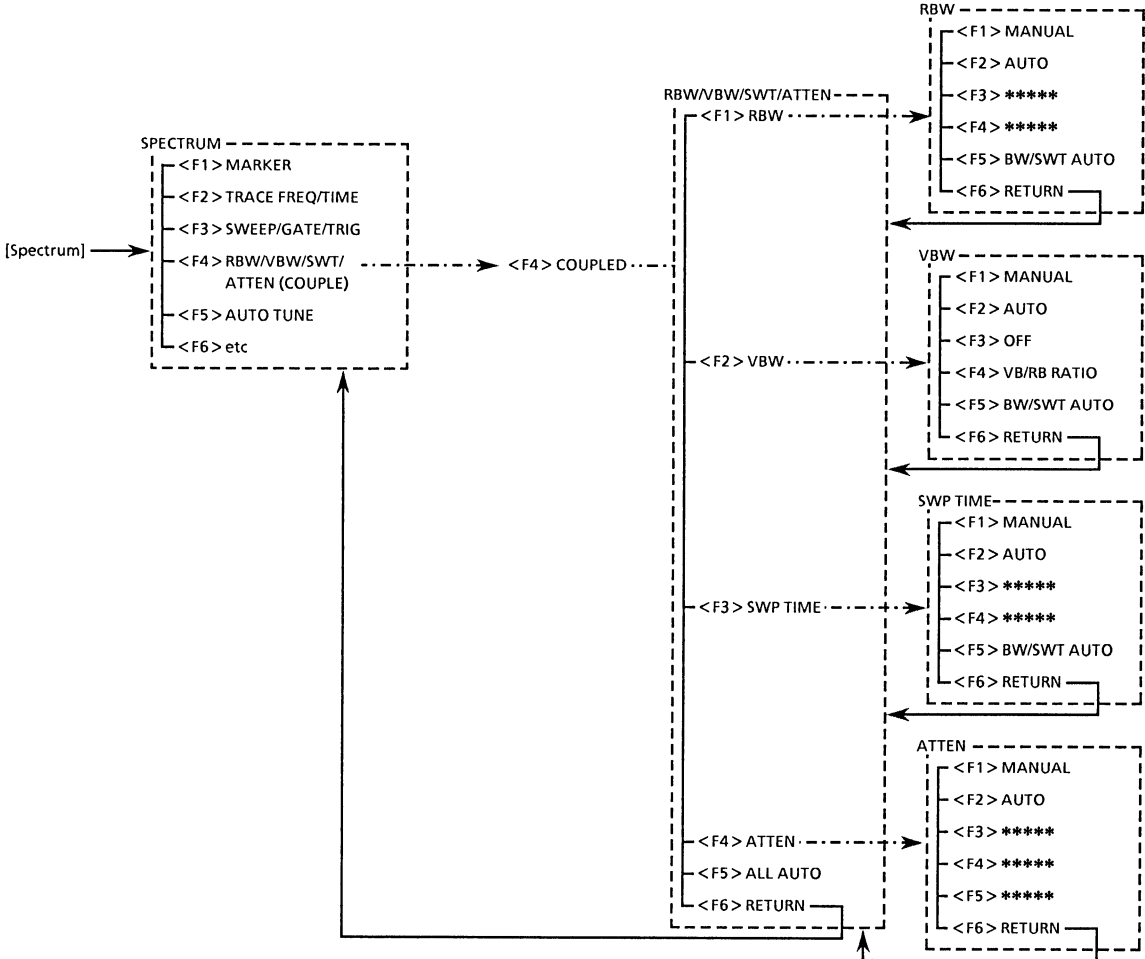 [Spectrum]
SPECTRUM
<F1> MARKER
<F2> TRACE FREQ/TIME
<F3> SWEEP/GATE/TRIG
<F4> RBW/VBW/SWT/
ATTEN (COUPLE)
<F5> AUTO TUNE
<F6> etc
<F4> COUPLED
RBW/VBW/SWT/ATTEN
<F1> RBW
<F2> VBW
<F3> SWP TIME
<F4> ATTEN
<F5> ALL AUTO
<F6> RETURN
RBW
<F1> MANUAL
<F2> AUTO
<F3> *****
<F4> *****
<F5> BW/SWT AUTO
<F6> RETURN
VBW
<F1> MANUAL
<F2> AUTO
<F3> OFF
<F4> VB/RB RATIO
<F5> BW/SWT AUTO
<F6> RETURN
SWP TIME
<F1> MANUAL
<F2> AUTO
<F3> *****
<F4> *****
<F5> BW/SWT AUTO
<F6> RETURN
ATTEN
<F1> MANUAL
<F2> AUTO
<F3> *****
<F4> *****
<F5> *****
<F6> RETURN